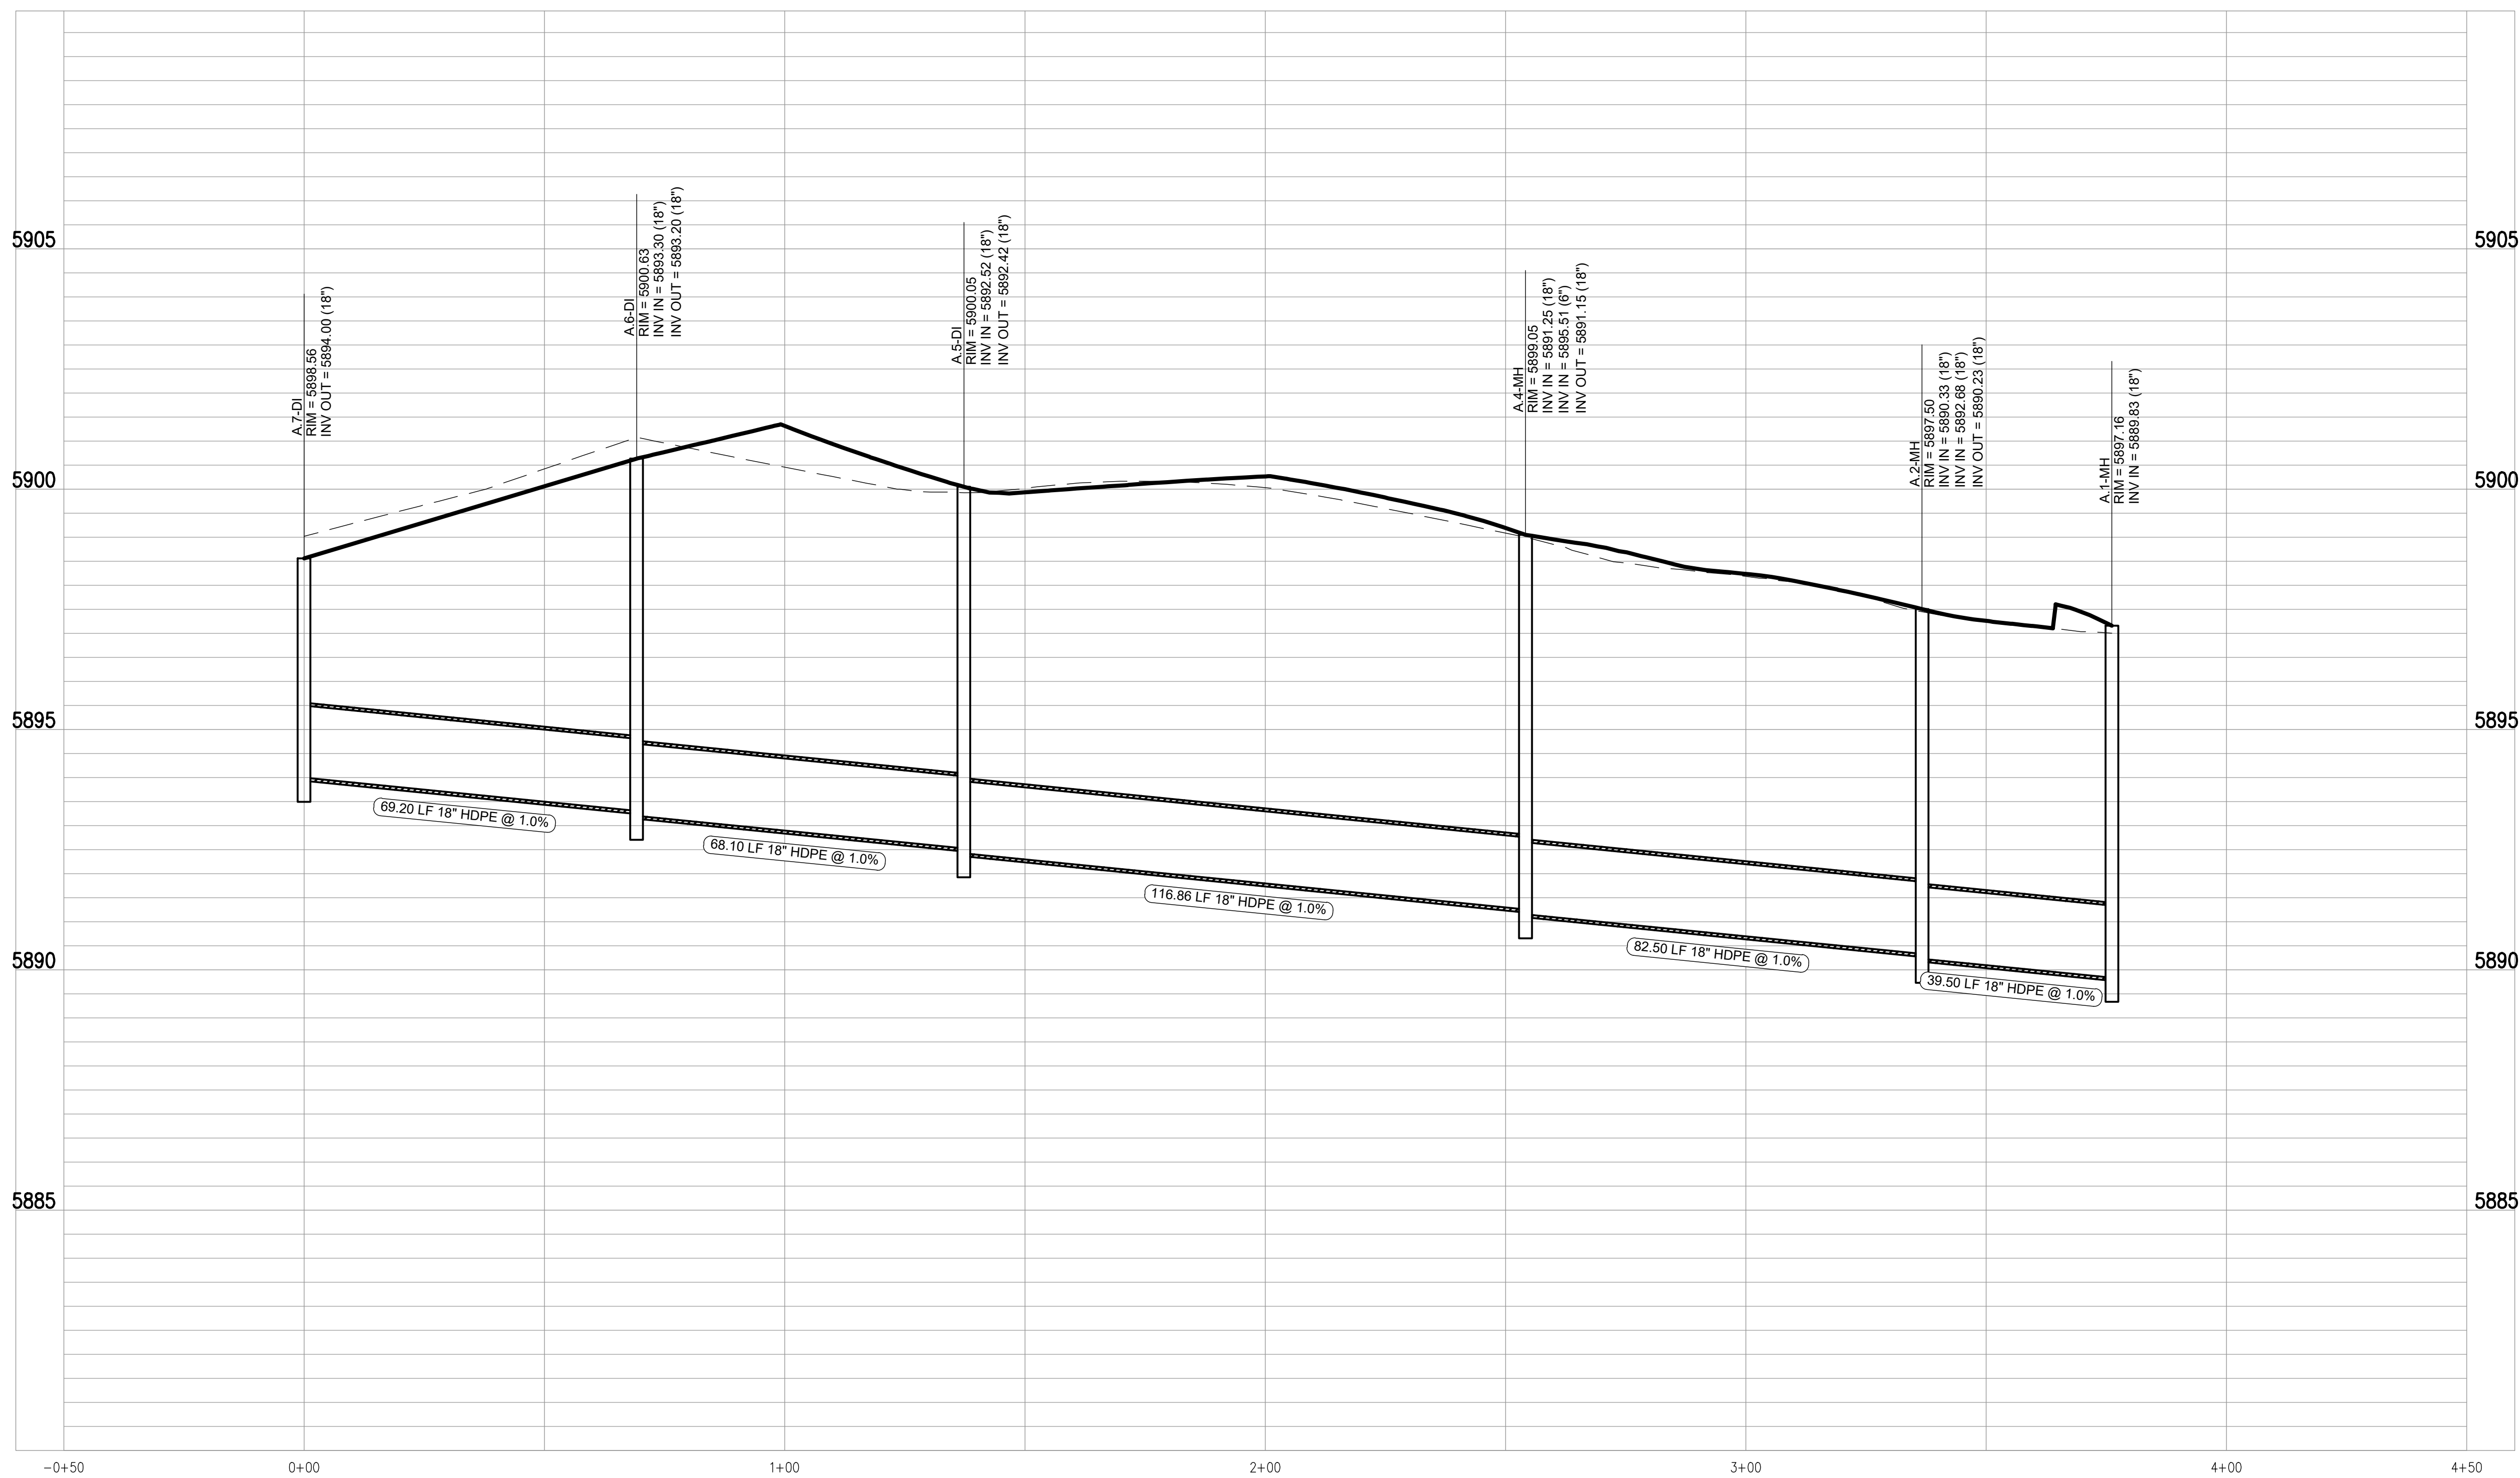 A.7-DI
RIM = 5898.56
INV OUT = 5894.00 (18")
A.6-DI
RIM = 5900.63
INV IN = 5893.30 (18")
INV OUT = 5893.20 (18")
A.5-DI
RIM = 5900.05
INV IN = 5892.52 (18")
INV OUT = 5892.42 (18")
A.4-MH
RIM = 5899.05
INV IN = 5891.25 (18")
INV IN = 5895.51 (6")
INV OUT = 5891.15 (18")
A.2-MH
RIM = 5897.50
INV IN = 5890.33 (18")
INV IN = 5892.68 (18")
INV OUT = 5890.23 (18")
A.1-MH
RIM = 5897.16
INV IN = 5889.83 (18")
5905
5905
5900
5900
5895
5895
69.20 LF 18" HDPE @ 1.0%
68.10 LF 18" HDPE @ 1.0%
116.86 LF 18" HDPE @ 1.0%
82.50 LF 18" HDPE @ 1.0%
39.50 LF 18" HDPE @ 1.0%
5890
5890
5885
5885
-0+50
0+00
1+00
2+00
3+00
4+00
4+50